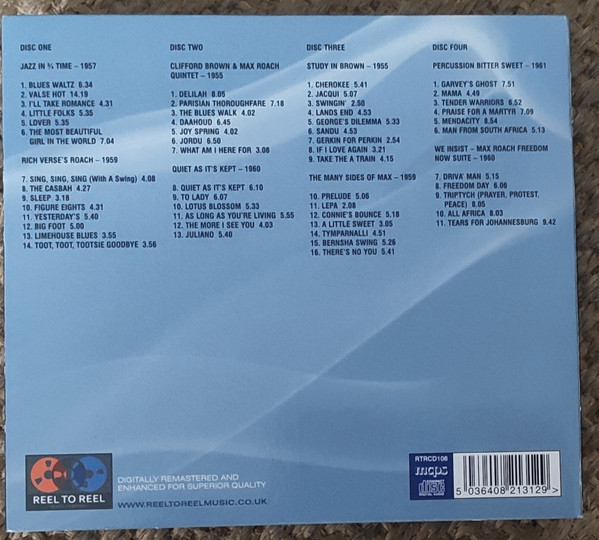 DISC ONE
JAZZ IN ¾ TIME – 1957
1. BLUES WALTZ 6.34
2. VALSE HOT 14.19
3. I'LL TAKE ROMANCE 4.31
4. LITTLE FOLKS 5.35
5. LOVER 5.35
6. THE MOST BEAUTIFUL
GIRL IN THE WORLD 7.04
RICH VERSE'S ROACH – 1959
7. SING, SING, SING (With A Swing) 4.08
8. THE CASBAH 4.27
9. SLEEP 3.18
10. FIGURE EIGHTS 4.31
11. YESTERDAY'S 5.40
12. BIG FOOT 5.00
13. LIMEHOUSE BLUES 3.55
14. TOOT, TOOT, TOOTSIE GOODBYE 3.56
DISC TWO
CLIFFORD BROWN & MAX ROACH
QUINTET – 1955
1. DELILAH 8.05
2. PARISIAN THOROUGHFARE 7.18
3. THE BLUES WALK 4.02
4. DAAHOUD 6.45
5. JOY SPRING 4.02
6. JORDU 6.50
7. WHAT AM I HERE FOR 3.08
QUIET AS IT'S KEPT – 1960
8. QUIET AS IT'S KEPT 6.10
9. TO LADY 6.07
10. LOTUS BLOSSOM 5.33
11. AS LONG AS YOU'RE LIVING 5.55
12. THE MORE I SEE YOU 4.03
13. JULIANO 5.40
DISC THREE
STUDY IN BROWN – 1955
1. CHEROKEE 5.41
2. JACQUI 5.07
3. SWINGIN' 2.50
4. LANDS END 4.53
5. GEORGE'S DILEMMA 5.33
6. SANDU 4.53
7. GERKIN FOR PERKIN 2.54
8. IF I LOVE AGAIN 3.21
9. TAKE THE A TRAIN 4.15
THE MANY SIDES OF MAX – 1959
10. PRELUDE 5.06
11. LEPA 2.08
12. CONNIE'S BOUNCE 5.18
13. A LITTLE SWEET 3.05
14. TYMPARNALLI 4.51
15. BERNSHA SWING 5.26
16. THERE'S NO YOU 5.41
DISC FOUR
PERCUSSION BITTER SWEET – 1961
1. GARVEY'S GHOST 7.51
2. MAMA 4.49
3. TENDER WARRIORS 6.52
4. PRAISE FOR A MARTYR 7.09
5. MENDACITY 8.54
6. MAN FROM SOUTH AFRICA 5.13
WE INSIST – MAX ROACH FREEDOM
NOW SUITE – 1960
7. DRIVA' MAN 5.15
8. FREEDOM DAY 6.06
9. TRIPTYCH (PRAYER, PROTEST,
PEACE) 8.05
10. ALL AFRICA 8.03
11. TEARS FOR JOHANNESBURG 9.42
REEL TO REEL
DIGITALLY REMASTERED AND
ENHANCED FOR SUPERIOR QUALITY
WWW.REELTOREELMUSIC.CO.UK
RTRCD106
mcps
COMPACT
disc
DIGITAL AUDIO
5 036408 213129 >